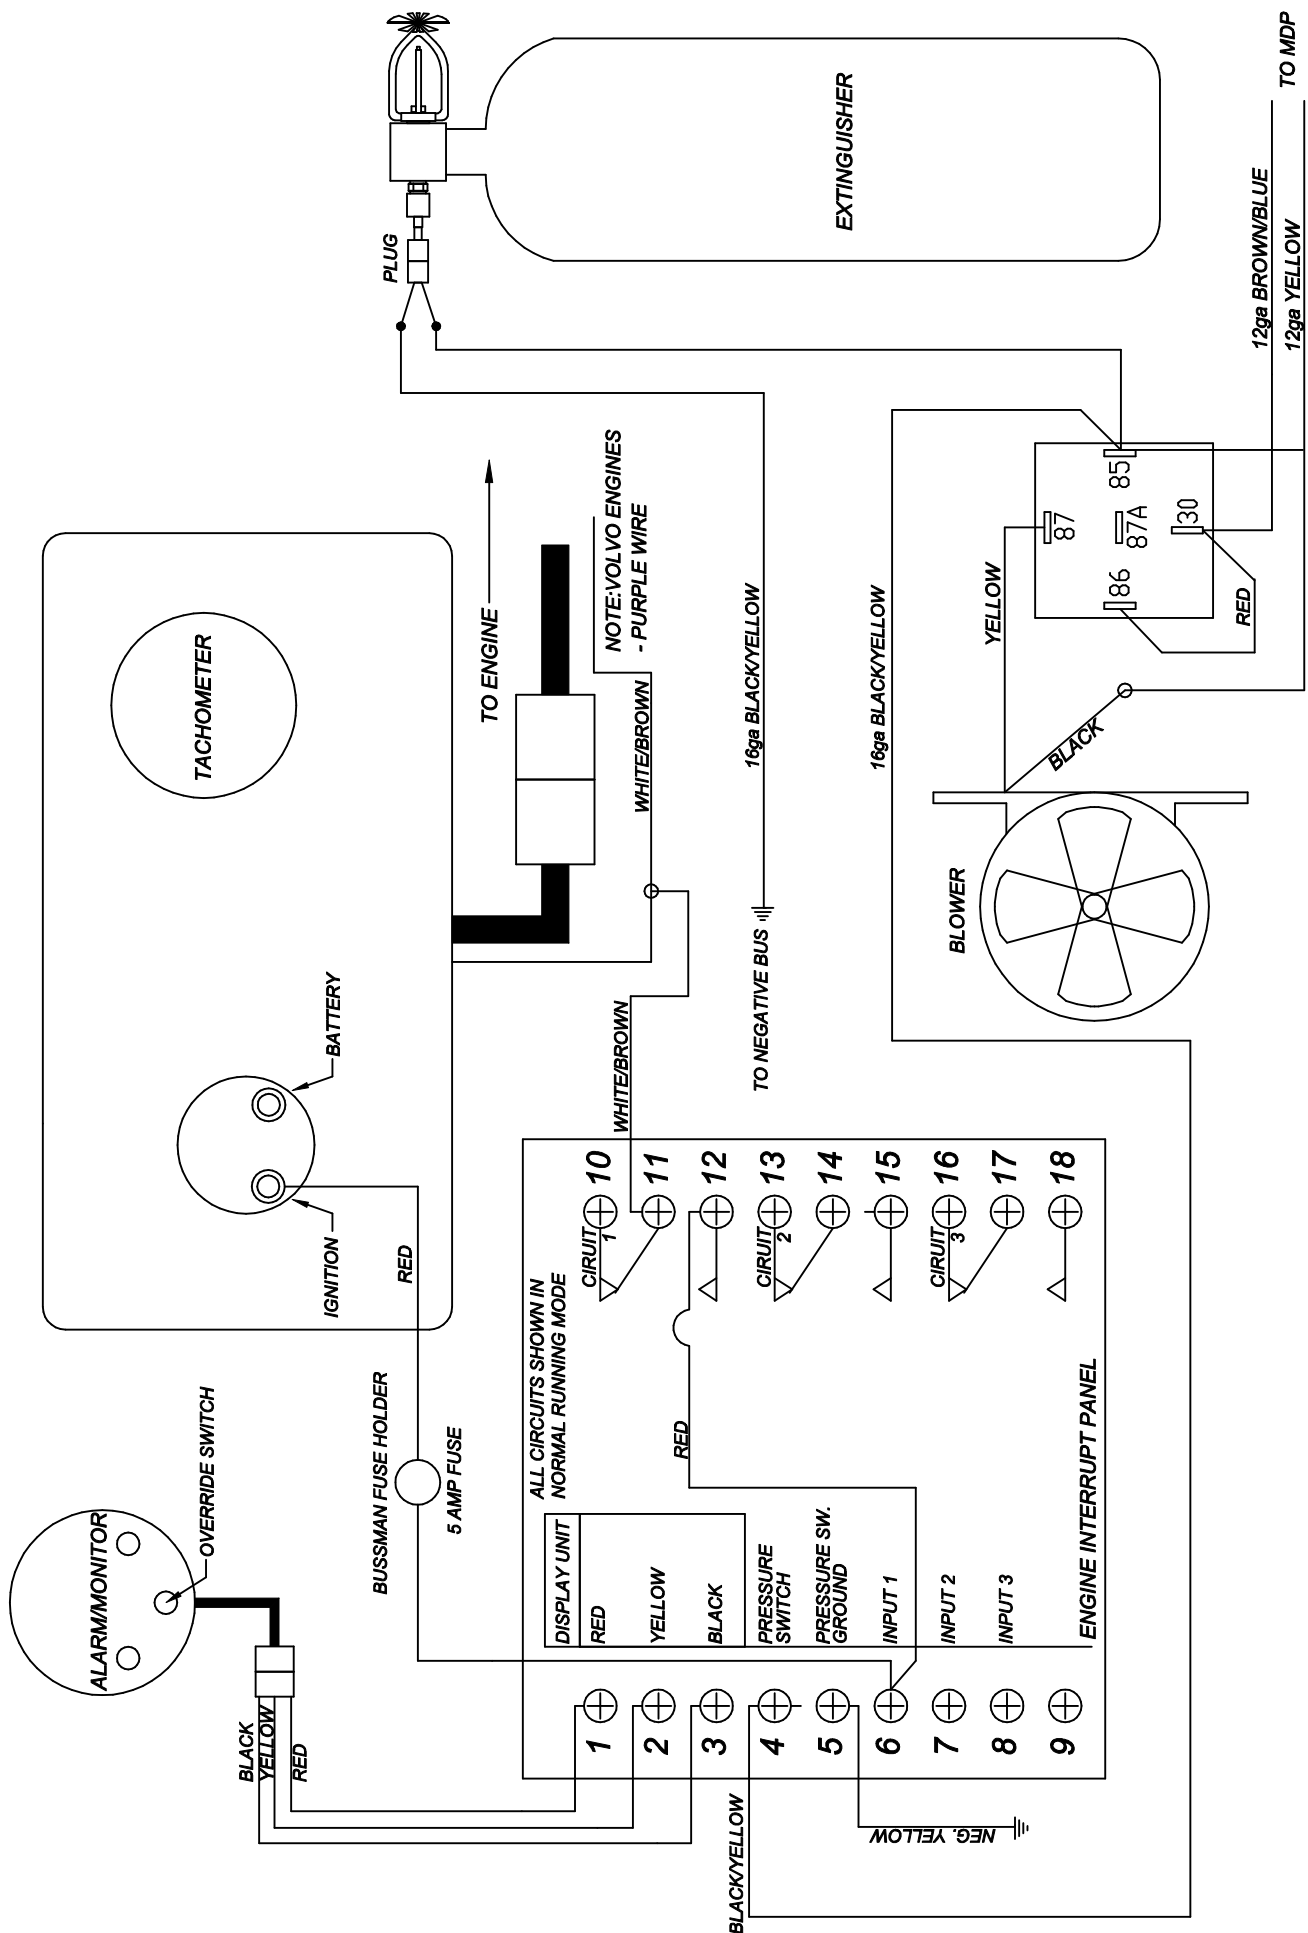 ALARM/MONITOR
OVERRIDE SWITCH
BLACK
YELLOW
RED
BUSSMAN FUSE HOLDER
5 AMP FUSE
RED
IGNITION
BATTERY
TACHOMETER
TO ENGINE
NOTE:VOLVO ENGINES
- PURPLE WIRE
WHITE/BROWN
WHITE/BROWN
PLUG
EXTINGUISHER
16ga BLACK/YELLOW
TO NEGATIVE BUS
16ga BLACK/YELLOW
TO MDP
12ga BROWN/BLUE
12ga YELLOW
YELLOW
87
86
87A
85
30
RED
BLACK
BLOWER
ALL CIRCUITS SHOWN IN
NORMAL RUNNING MODE
DISPLAY UNIT
RED
YELLOW
BLACK
PRESSURE
SWITCH
PRESSURE SW.
GROUND
INPUT 1
INPUT 2
INPUT 3
ENGINE INTERRUPT PANEL
RED
1
2
3
4
5
6
7
8
9
CIRUIT
1
CIRUIT
2
CIRUIT
3
10
11
12
13
14
15
16
17
18
BLACK/YELLOW
NEG. YELLOW